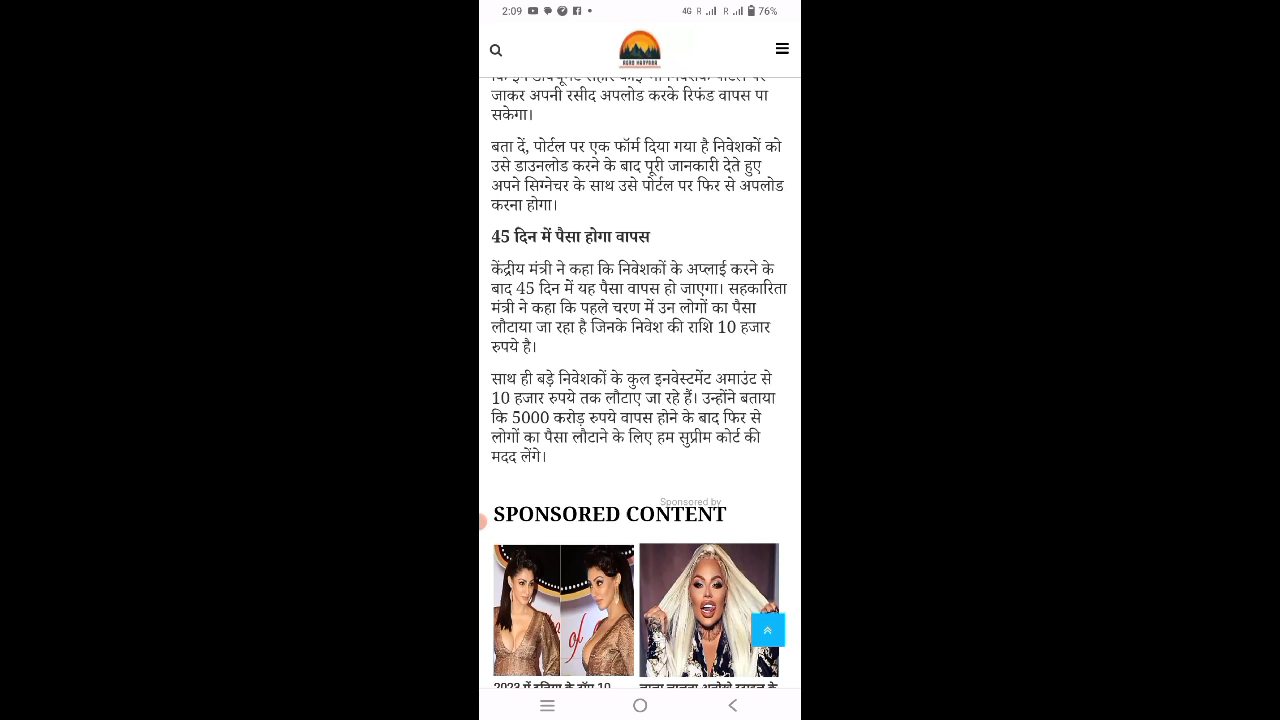 2:09
4G R R 76%
AGRO HARYANA
जाकर अपनी रसीद अपलोड करके रिफंड वापस पा
सकेगा।
बता दें, पोर्टल पर एक फॉर्म दिया गया है निवेशकों को
उसे डाउनलोड करने के बाद पूरी जानकारी देते हुए
अपने सिग्नेचर के साथ उसे पोर्टल पर फिर से अपलोड
करना होगा।
45 दिन में पैसा होगा वापस
केंद्रीय मंत्री ने कहा कि निवेशकों के अप्लाई करने के
बाद 45 दिन में यह पैसा वापस हो जाएगा। सहकारिता
मंत्री ने कहा कि पहले चरण में उन लोगों का पैसा
लौटाया जा रहा है जिनके निवेश की राशि 10 हजार
रुपये है।
साथ ही बड़े निवेशकों के कुल इनवेस्टमेंट अमाउंट से
10 हजार रुपये तक लौटाए जा रहे हैं। उन्होंने बताया
कि 5000 करोड़ रुपये वापस होने के बाद फिर से
लोगों का पैसा लौटाने के लिए हम सुप्रीम कोर्ट की
मदद लेंगे।
Sponsored by
SPONSORED CONTENT
of